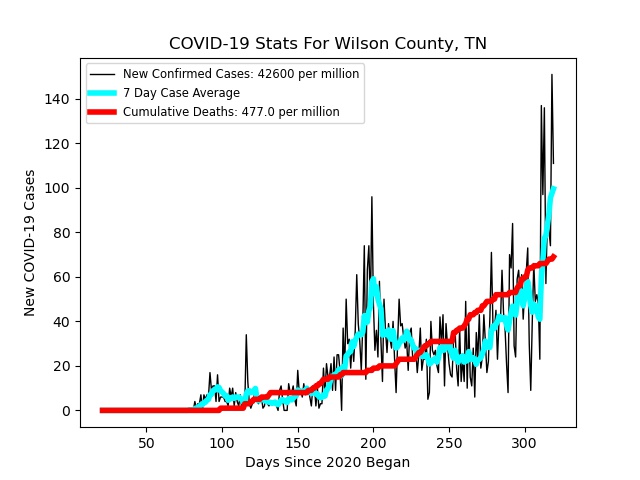 COVID-19 Stats For Wilson County, TN
New Confirmed Cases: 42600 per million
7 Day Case Average
Cumulative Deaths: 477.0 per million
New COVID-19 Cases
140
120
100
80
60
40
20
0
50 100 150 200 250 300
Days Since 2020 Began